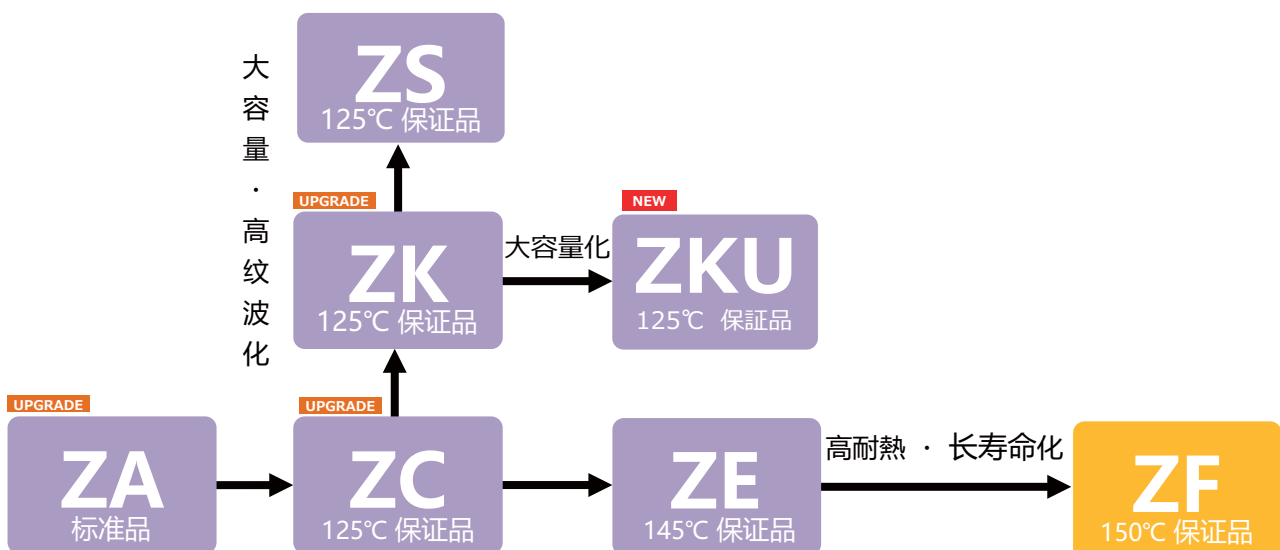 大容量・高纹波化
ZS
125℃ 保证品
UPGRADE
ZK
125℃ 保证品
大容量化
NEW
ZKU
125℃ 保証品
UPGRADE
ZA
标准品
UPGRADE
ZC
125℃ 保证品
ZE
145℃ 保证品
高耐熱・长寿命化
ZF
150℃ 保证品